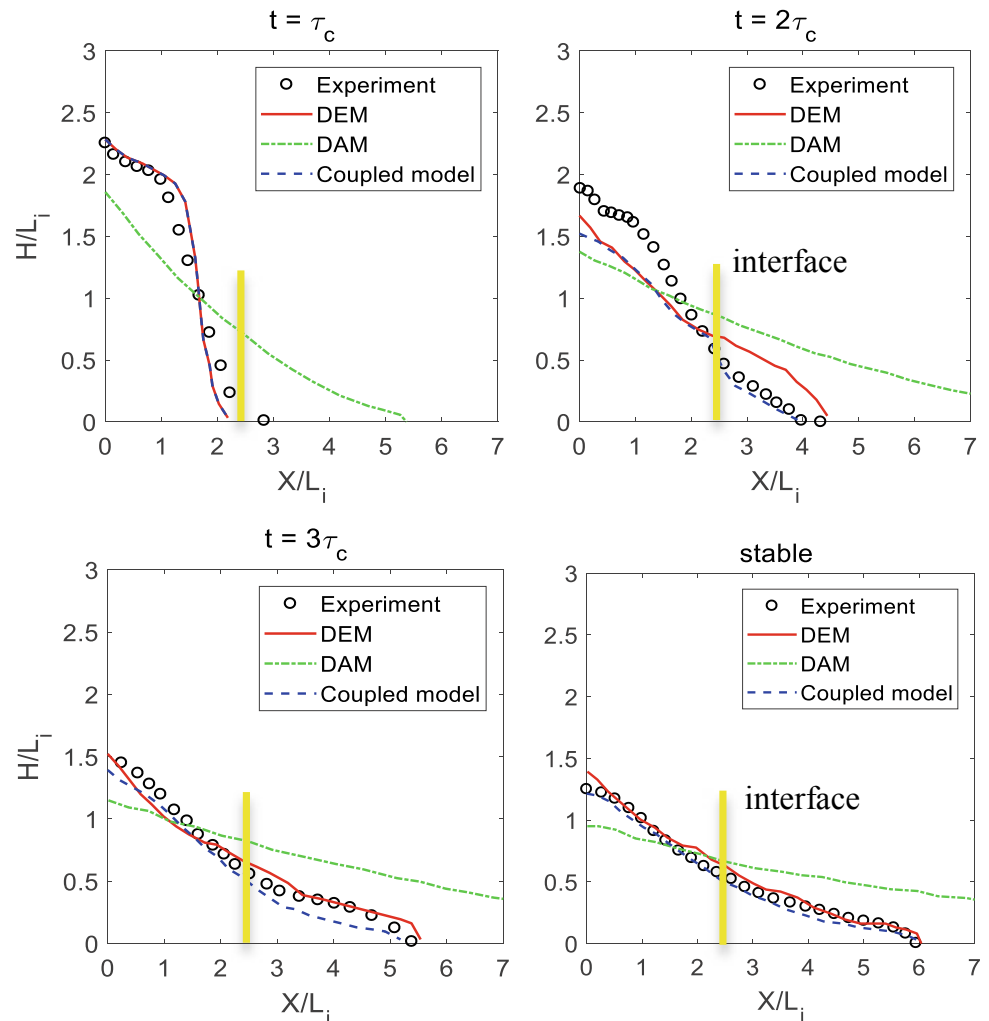 t = τc
3
2.5
2
1.5
1
0.5
0
H/Li
Experiment
DEM
DAM
Coupled model
0 1 2 3 4 5 6 7
X/Li
t = 2τc
3
2.5
2
1.5
1
0.5
0
Experiment
DEM
DAM
Coupled model
interface
0 1 2 3 4 5 6 7
X/Li
t = 3τc
3
2.5
2
1.5
1
0.5
0
H/Li
Experiment
DEM
DAM
Coupled model
0 1 2 3 4 5 6 7
X/Li
stable
3
2.5
2
1.5
1
0.5
0
Experiment
DEM
DAM
Coupled model
interface
0 1 2 3 4 5 6 7
X/Li